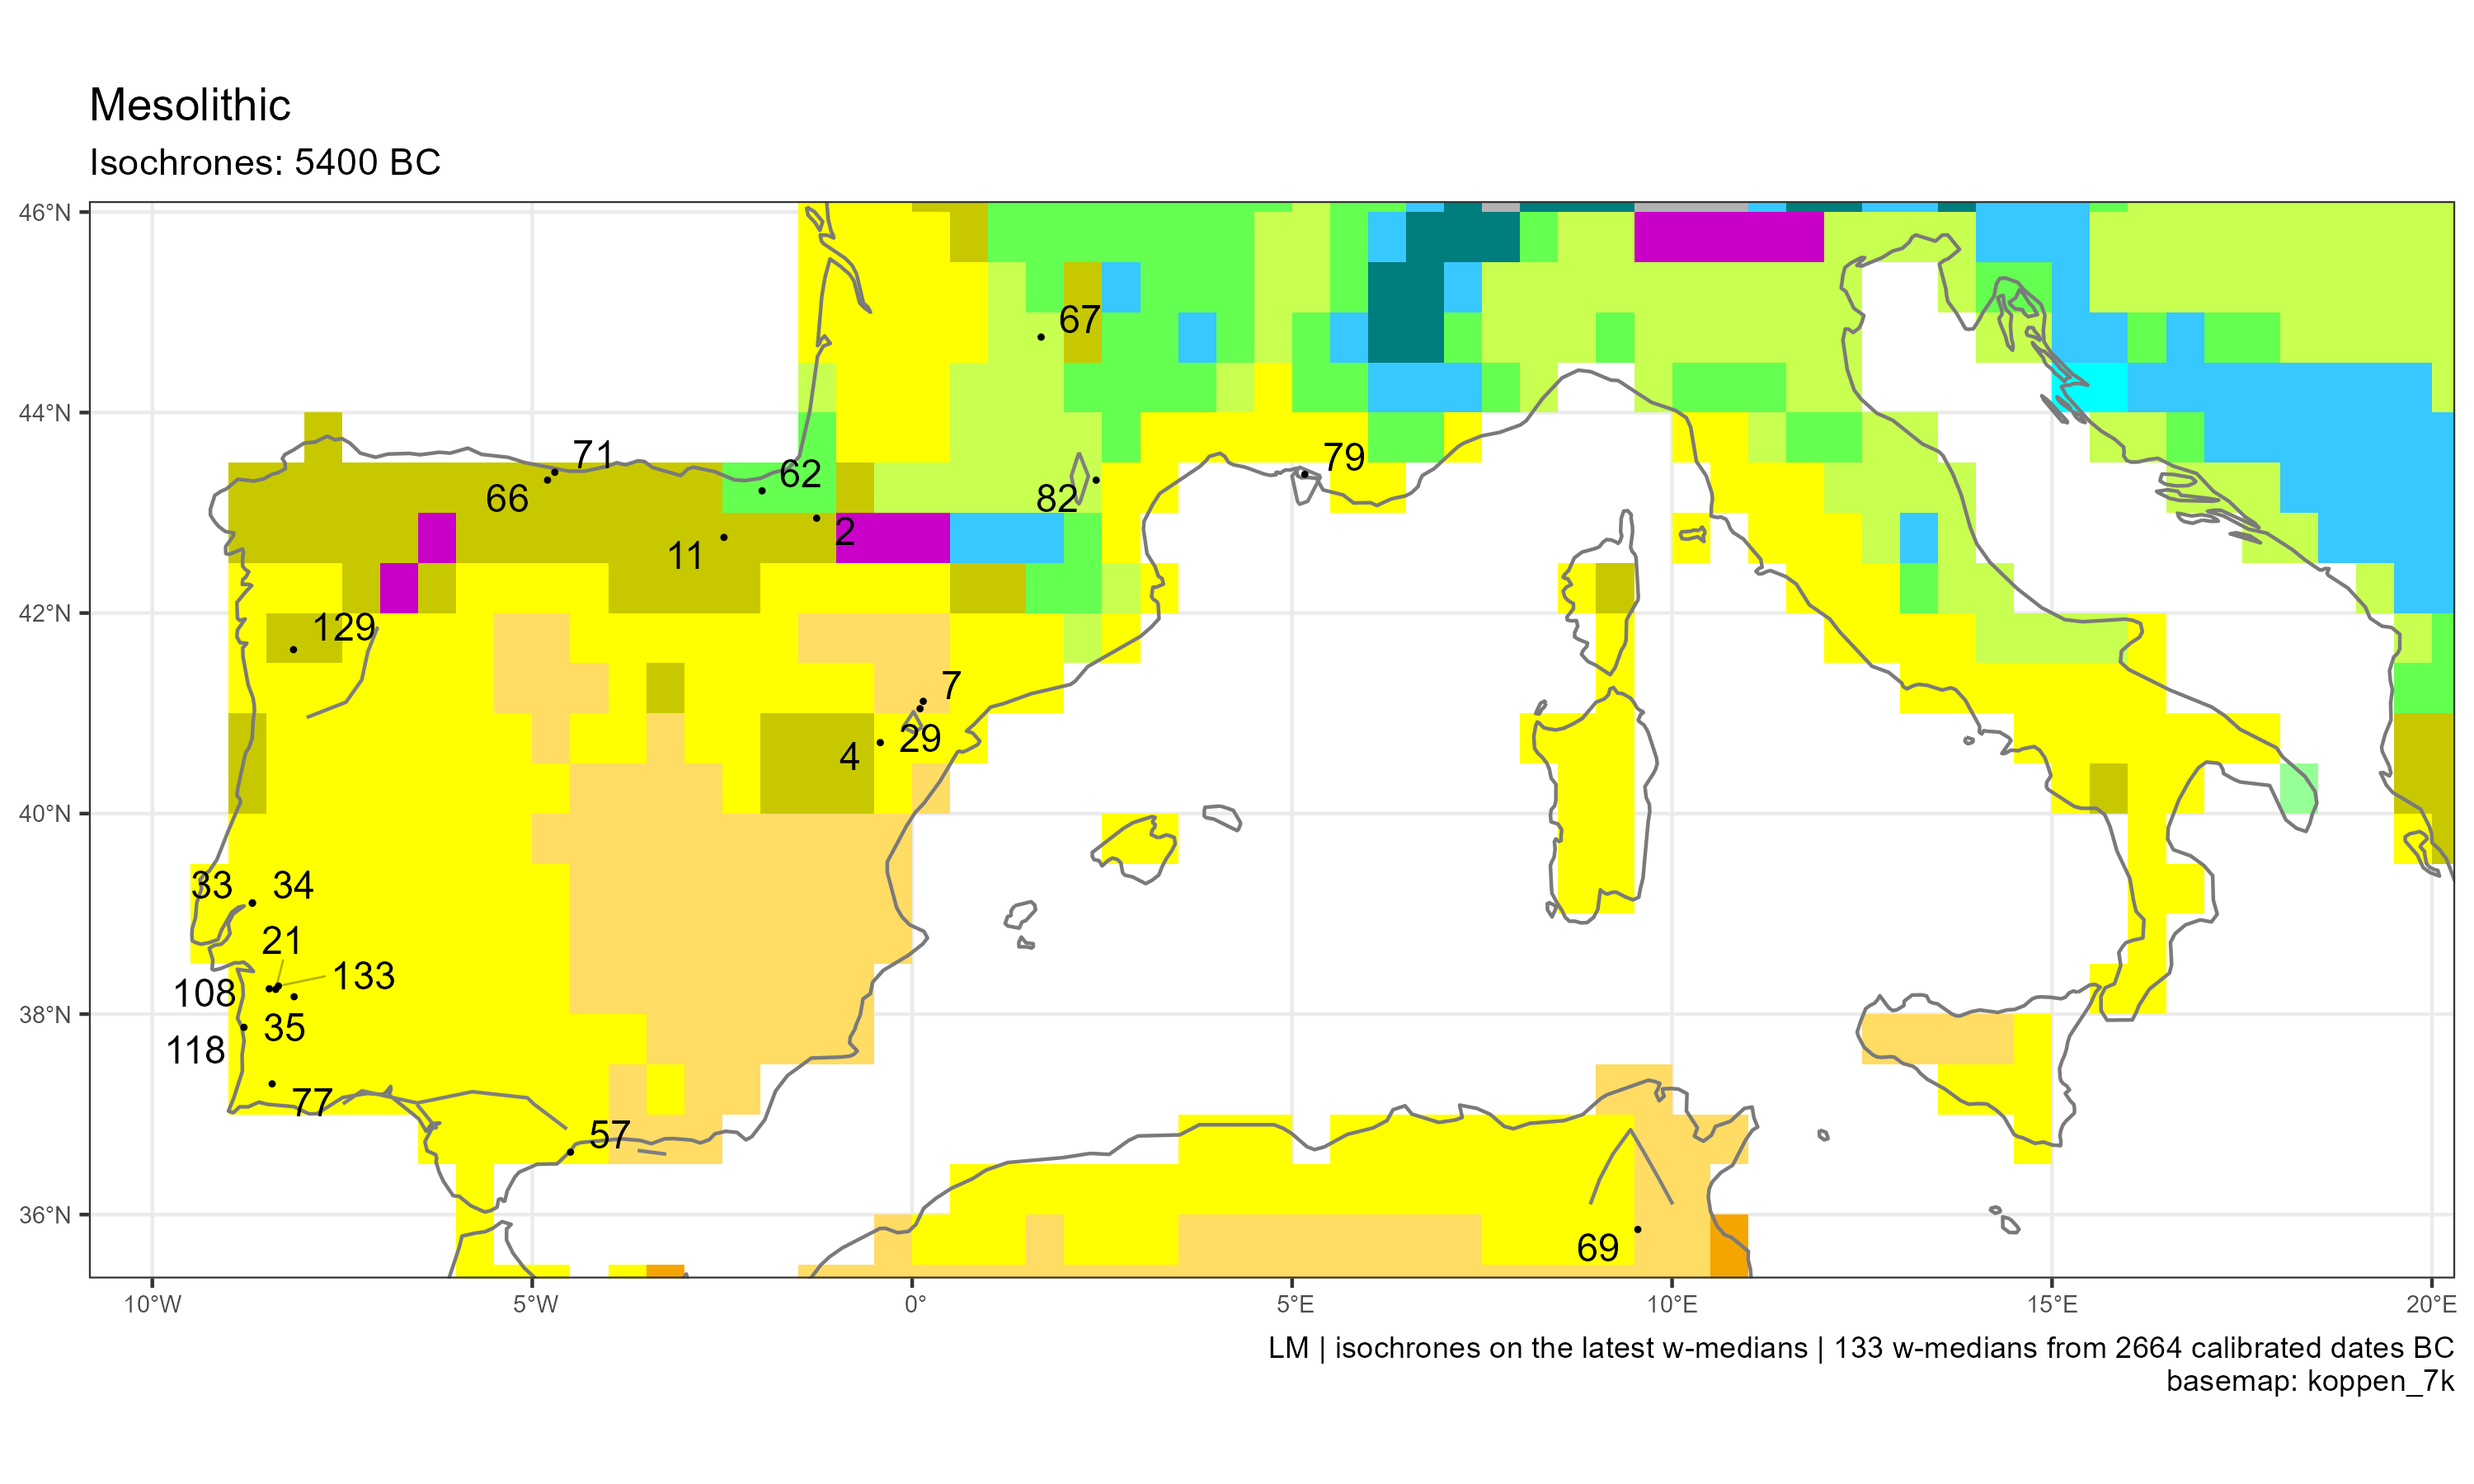 Mesolithic
Isochrones: 5400 BC
46°N
67
44°N
71
79
62
66
82
2
11
42°N
129
7
29
4
40°N
33
34
21
133
108
38°N
35
118
77
57
36°N
69
10°W
5°W
0°
5°E
10°E
15°E
20°E
LM | isochrones on the latest w-medians | 133 w-medians from 2664 calibrated dates BC
basemap: koppen_7k